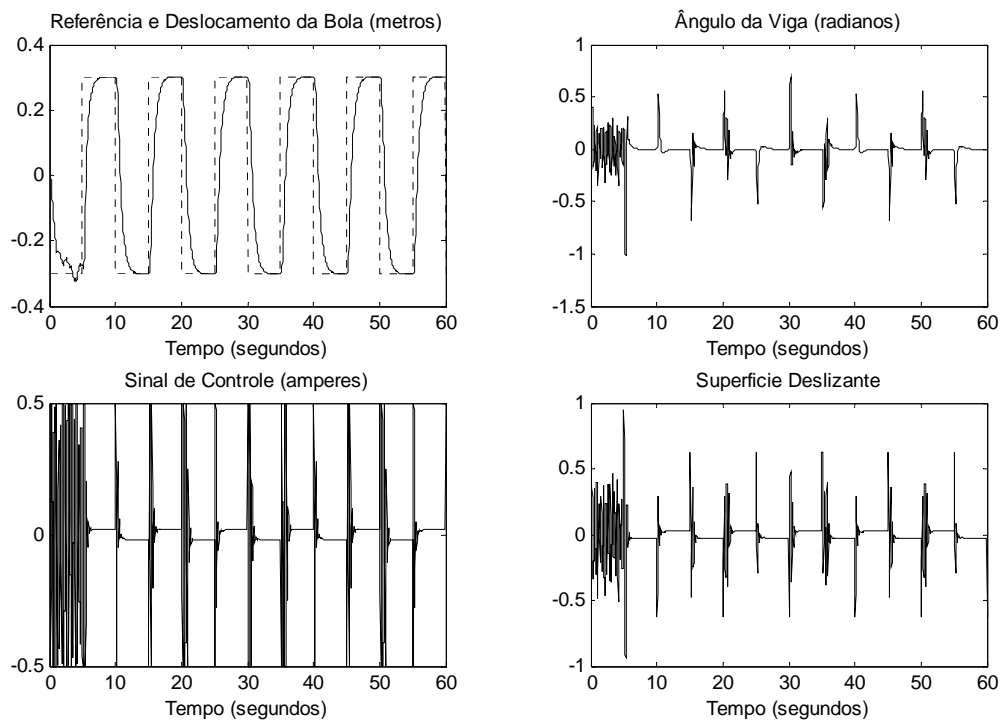 Referência e Deslocamento da Bola (metros)
0.4
0.2
0
-0.2
-0.4
0 10 20 30 40 50 60
Tempo (segundos)
Ângulo da Viga (radianos)
1
0.5
0
-0.5
-1
-1.5
0 10 20 30 40 50 60
Tempo (segundos)
Sinal de Controle (amperes)
0.5
0
-0.5
0 10 20 30 40 50 60
Tempo (segundos)
Superficie Deslizante
1
0.5
0
-0.5
-1
0 10 20 30 40 50 60
Tempo (segundos)